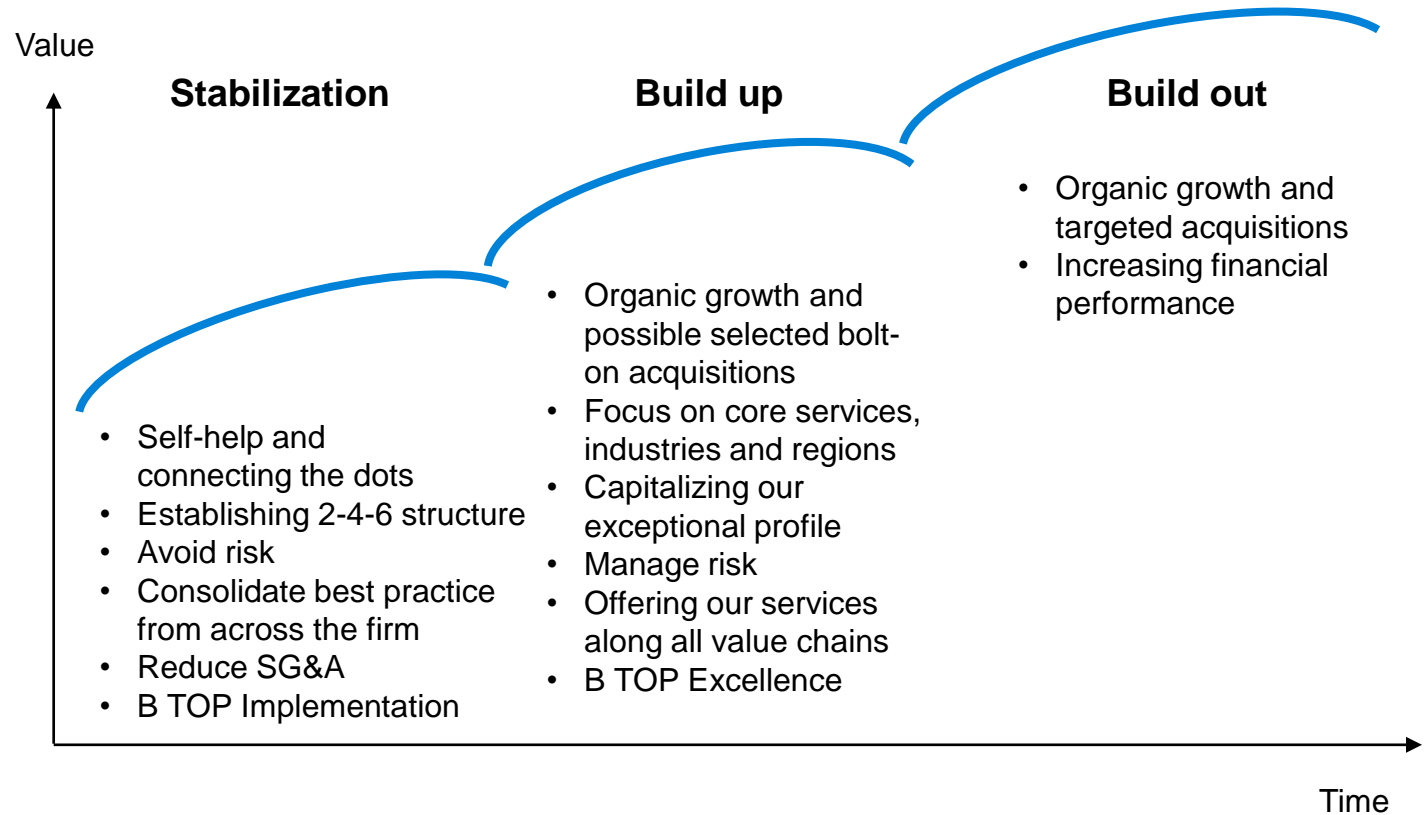 Value
Stabilization
Build up
Build out
• Self-help and
connecting the dots
• Establishing 2-4-6 structure
• Avoid risk
• Consolidate best practice
from across the firm
• Reduce SG&A
• B TOP Implementation
• Organic growth and
possible selected bolt-
on acquisitions
• Focus on core services,
industries and regions
• Capitalizing our
exceptional profile
• Manage risk
• Offering our services
along all value chains
• B TOP Excellence
• Organic growth and
targeted acquisitions
• Increasing financial
performance
Time